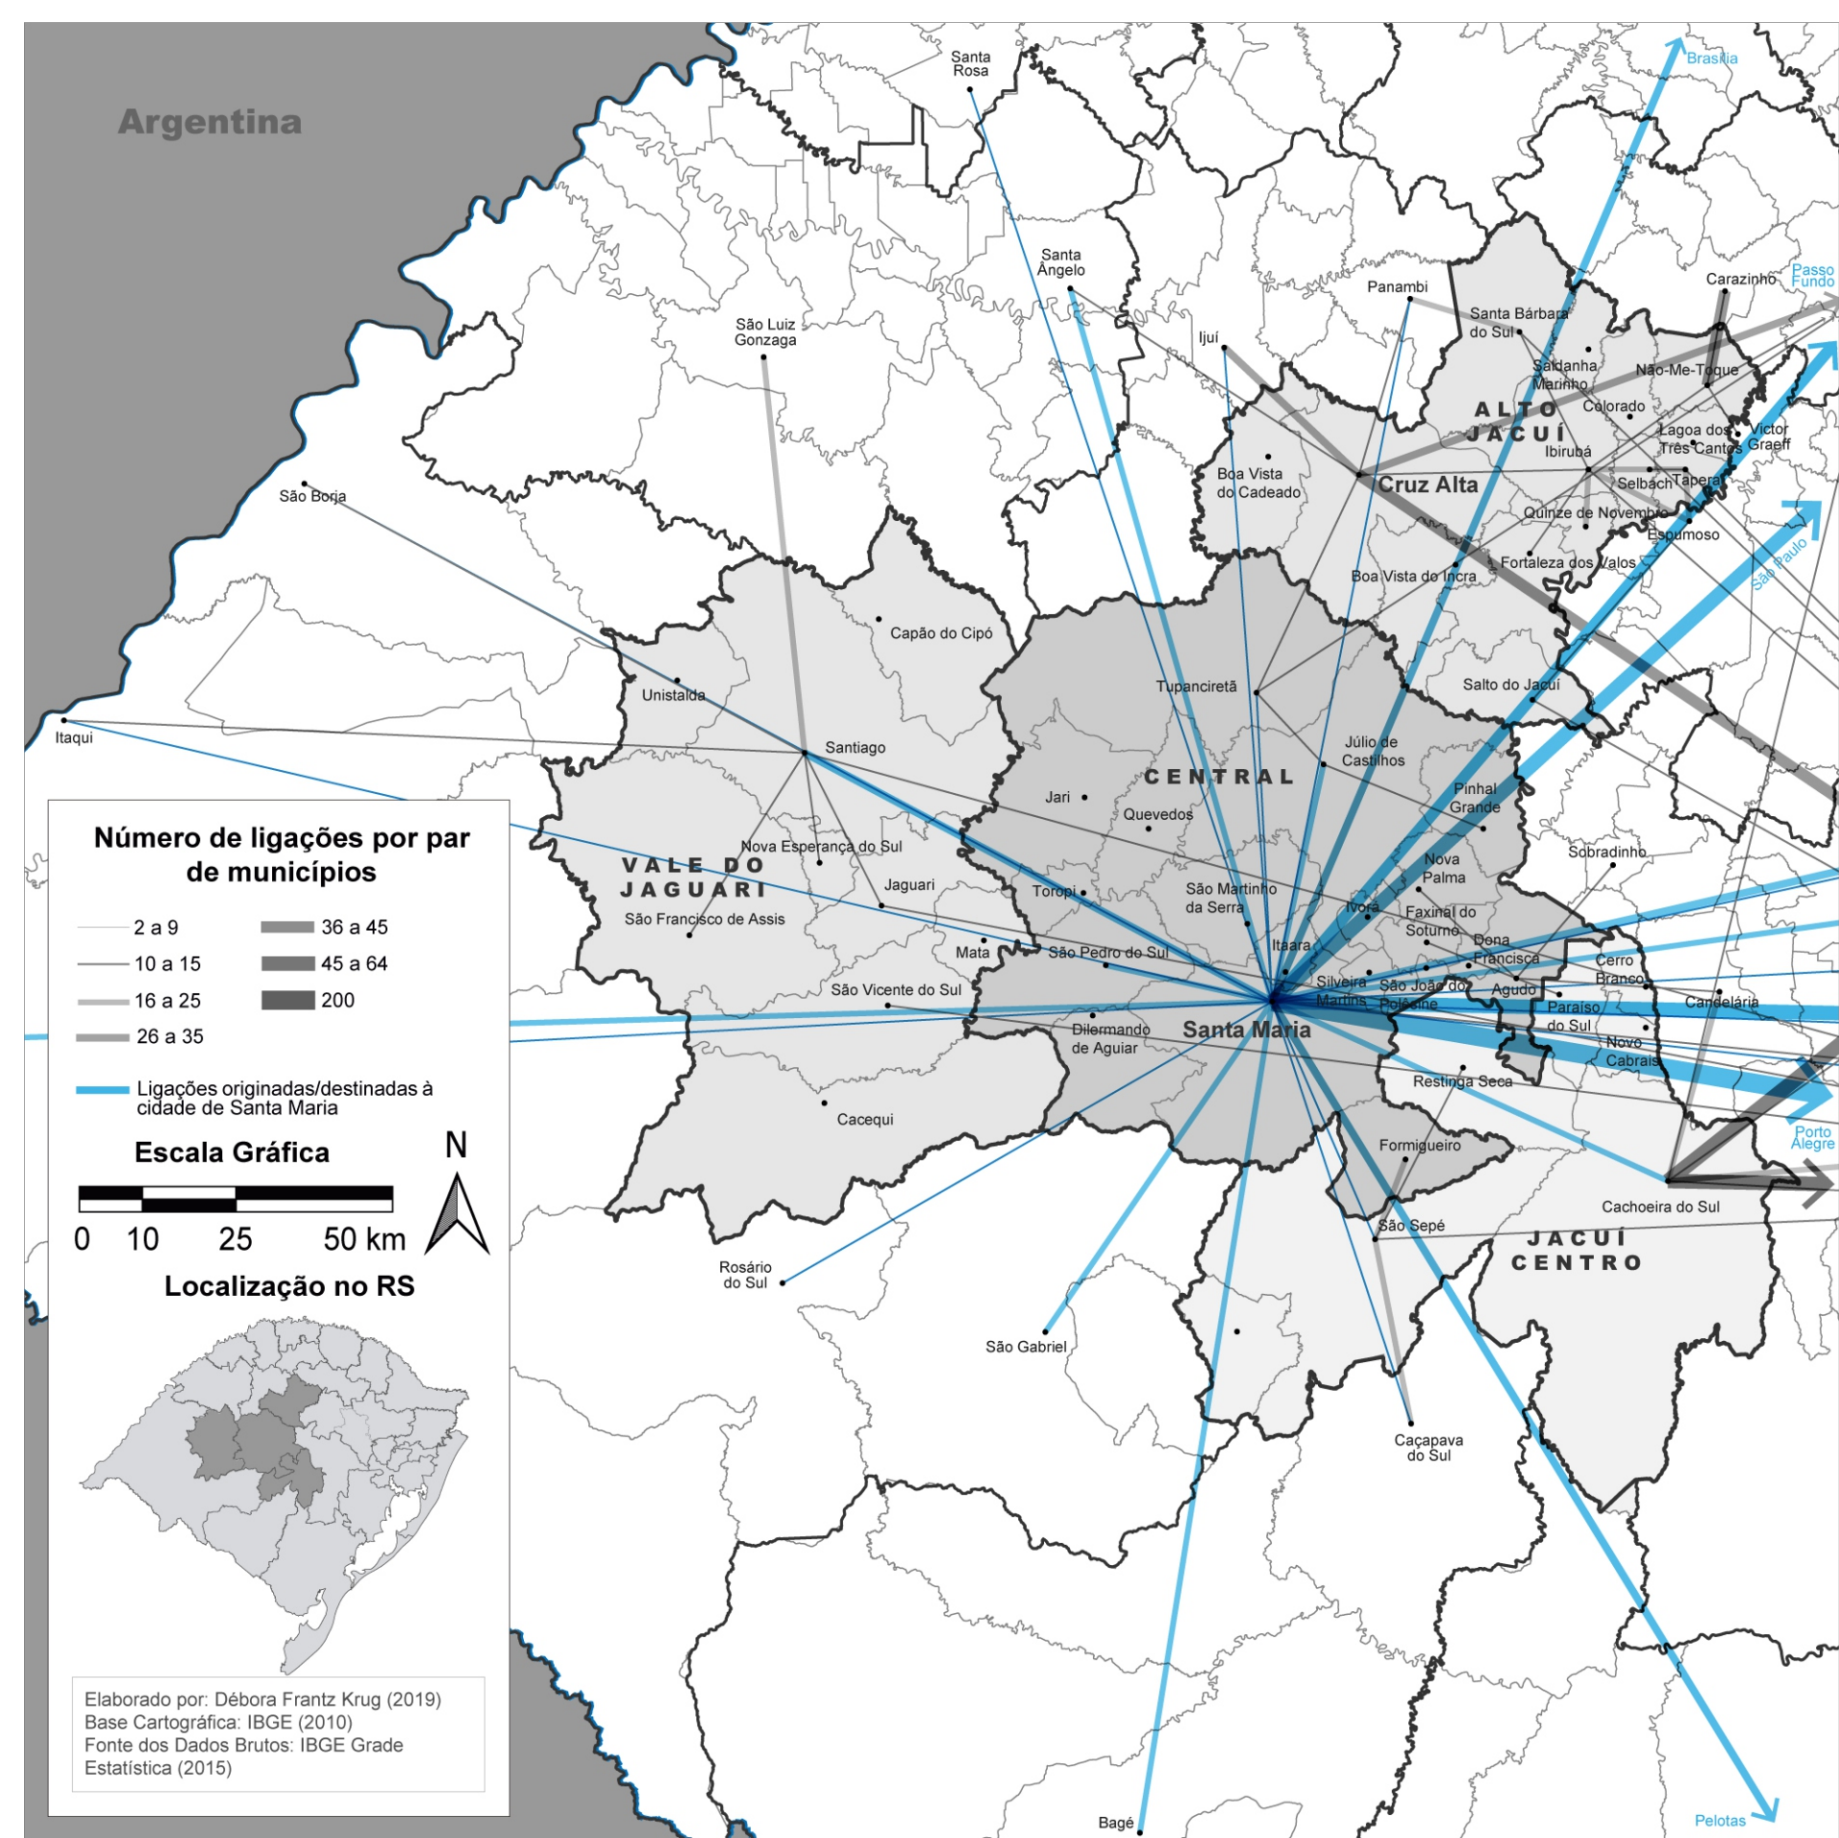 Argentina
Santa
Rosa
Brasília
Santa
Ângelo
Passo
Fundo
Carazinho
Panambi
São Luiz
Gonzaga
Ijuí
Santa Bárbara
do Sul
Saldanha
Marinho
Não-Me-Toque
ALTO
JACUÍ
Colorado
Lagoa dos
Três Cantos
Victor
Graeff
Ibirubá
Boa Vista
do Cadeado
Cruz Alta
Selbach
Tapera
São Borja
Quinze de Novembro
Espumoso
Fortaleza dos Valos
São Paulo
Boa Vista do Incra
Capão do Cipó
Unistalda
Tupanciretã
Salto do Jacuí
Itaqui
Santiago
Júlio de
Castilhos
CENTRAL
Jari
Pinhal
Grande
Quevedos
Nova Esperança do Sul
VALE DO
JAGUARI
Sobradinho
Nova
Palma
Jaguari
Toropi
São Martinho
da Serra
Ivorá
Faxinal do
Soturno
São Francisco de Assis
Dona
Francisca
Itaara
Mata
São Pedro do Sul
Cerro
Branco
Silveira
Martins
São João do
Polêsine
Agudo
São Vicente do Sul
Paraíso
do Sul
Candelária
Santa Maria
Dilermando
de Aguiar
Novo
Cabrais
Restinga Seca
Cacequi
Porto
Alegre
Formigueiro
Cachoeira do Sul
São Sepé
JACUÍ
CENTRO
Rosário
do Sul
São Gabriel
Caçapava
do Sul
Bagé
Pelotas
Número de ligações por par
de municípios
2 a 9
36 a 45
10 a 15
45 a 64
16 a 25
200
26 a 35
Ligações originadas/destinadas à
cidade de Santa Maria
Escala Gráfica
N
0 10 25 50 km
Localização no RS
Elaborado por: Débora Frantz Krug (2019)
Base Cartográfica: IBGE (2010)
Fonte dos Dados Brutos: IBGE Grade
Estatística (2015)